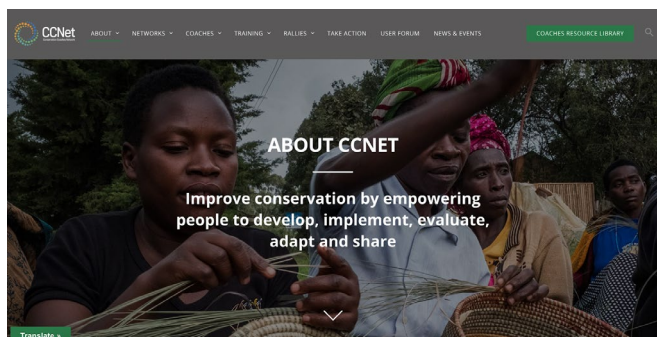 CCNet
ABOUT NETWORKS COACHES TRAINING RALLIES TAKE ACTION USER FORUM NEWS & EVENTS COACHES RESOURCE LIBRARY
ABOUT CCNET
Improve conservation by empowering
people to develop, implement, evaluate,
adapt and share
Translate »